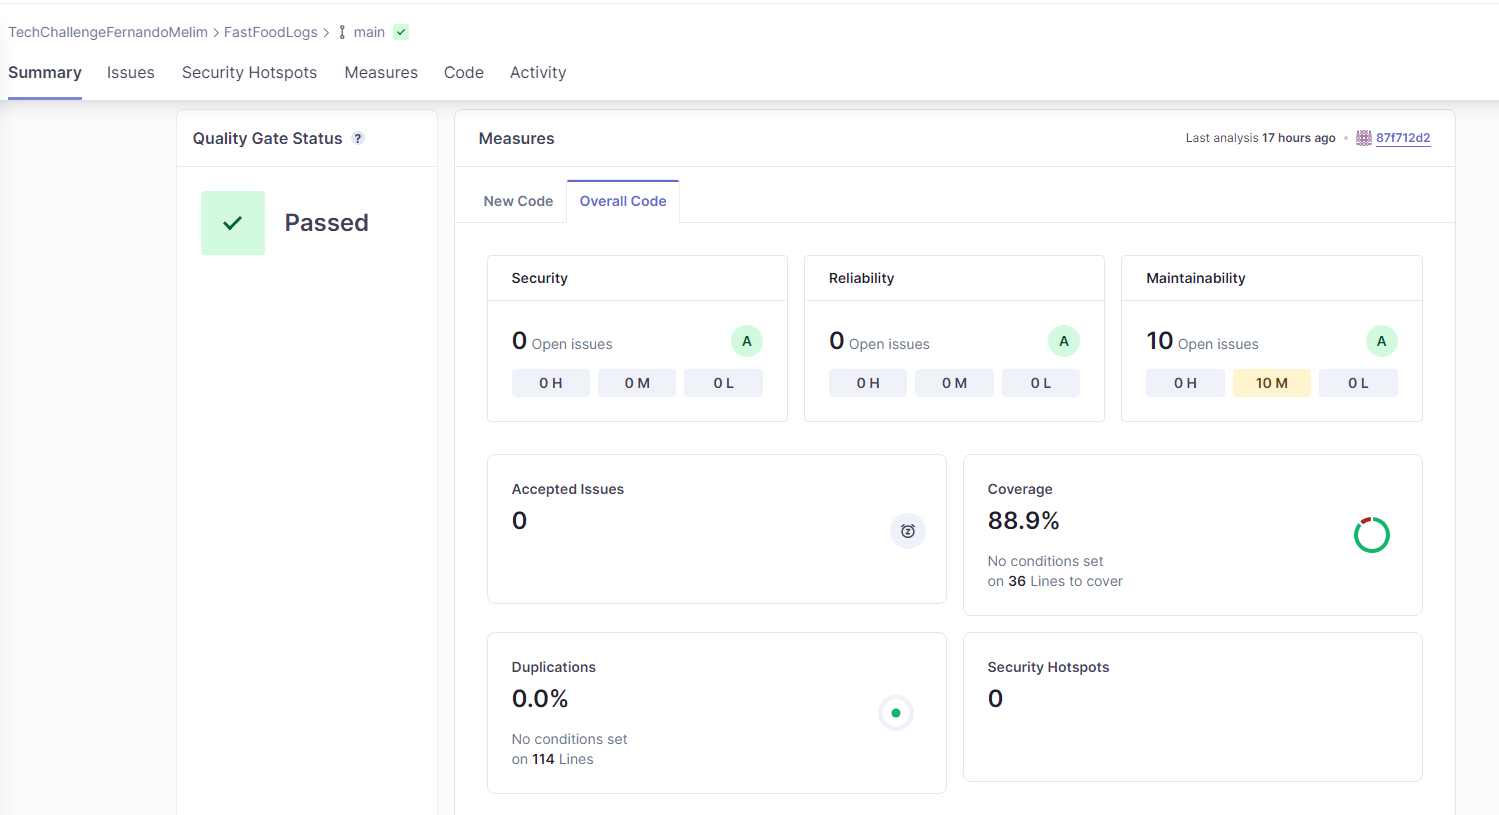 TechChallengeFernandoMelim > FastFoodLogs > main
Summary Issues Security Hotspots Measures Code Activity
Quality Gate Status ?
Passed
Measures
Last analysis 17 hours ago • 87f712d2
New Code Overall Code
Security
0 Open issues A
0 H 0 M 0 L
Reliability
0 Open issues A
0 H 0 M 0 L
Maintainability
10 Open issues A
0 H 10 M 0 L
Accepted Issues
0
Coverage
88.9%
No conditions set
on 36 Lines to cover
Duplications
0.0%
No conditions set
on 114 Lines
Security Hotspots
0